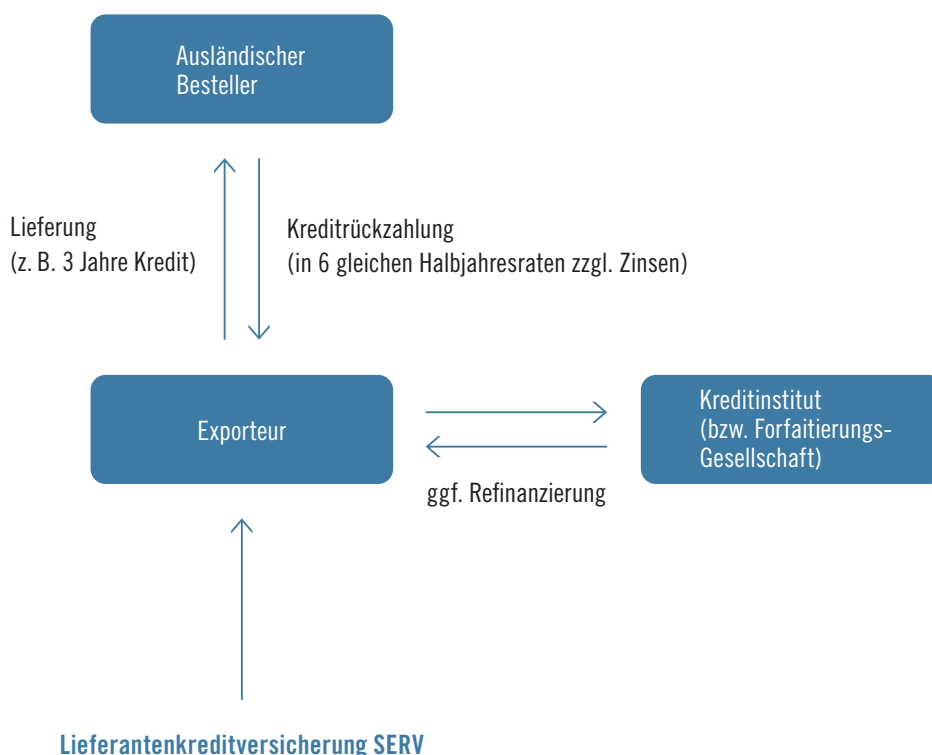 Ausländischer
Besteller
Lieferung
(z. B. 3 Jahre Kredit)
Kreditrückzahlung
(in 6 gleichen Halbjahresraten zzgl. Zinsen)
Exporteur
Kreditinstitut
(bzw. Forfaitierungs-
Gesellschaft)
ggf. Refinanzierung
Lieferantenkreditversicherung SERV